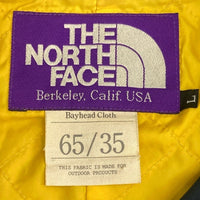 THE
NORTH
FACE
Berkeley, Calif. USA
L
Bayhead Cloth
65/35
THIS FABRIC IS MADE FOR
OUTDOOR PRODUCTS